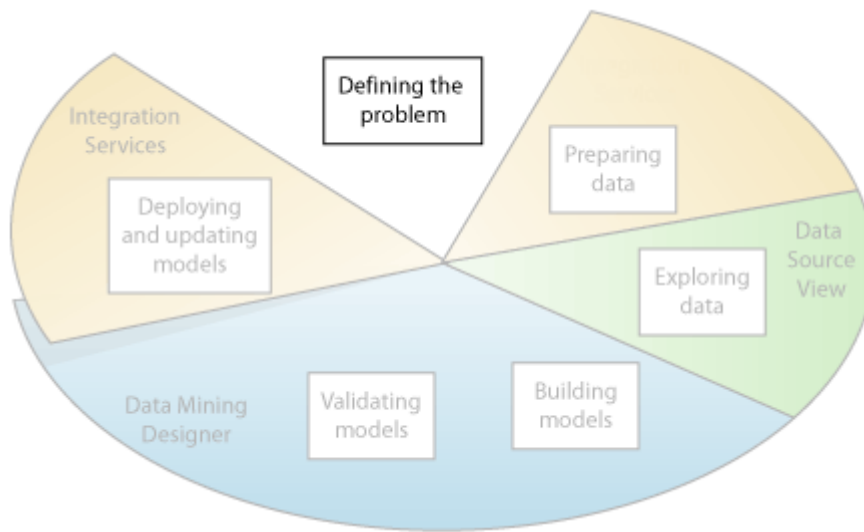 Defining the
problem
Integration
Services
Deploying
and updating
models
Preparing
data
Data
Source
View
Exploring
data
Data Mining
Designer
Validating
models
Building
models